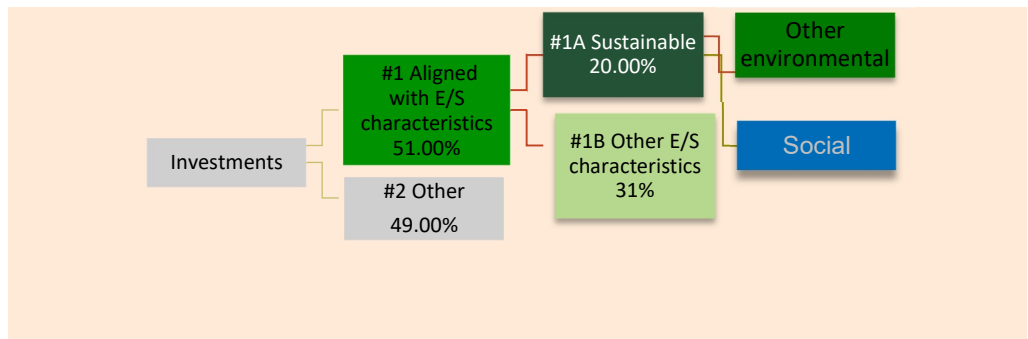 Investments
#1 Aligned
with E/S
characteristics
51.00%
#2 Other
49.00%
#1A Sustainable
20.00%
#1B Other E/S
characteristics
31%
Other
environmental
Social